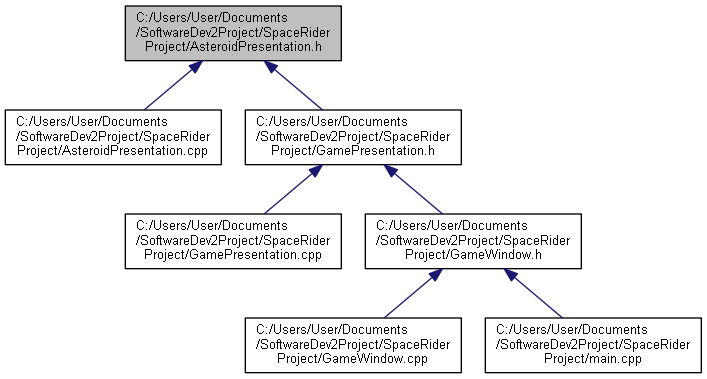 C:/Users/User/Documents
/SoftwareDev2Project/SpaceRider
Project/AsteroidPresentation.h
C:/Users/User/Documents
/SoftwareDev2Project/SpaceRider
Project/AsteroidPresentation.cpp
C:/Users/User/Documents
/SoftwareDev2Project/SpaceRider
Project/GamePresentation.h
C:/Users/User/Documents
/SoftwareDev2Project/SpaceRider
Project/GamePresentation.cpp
C:/Users/User/Documents
/SoftwareDev2Project/SpaceRider
Project/GameWindow.h
C:/Users/User/Documents
/SoftwareDev2Project/SpaceRider
Project/GameWindow.cpp
C:/Users/User/Documents
/SoftwareDev2Project/SpaceRider
Project/main.cpp